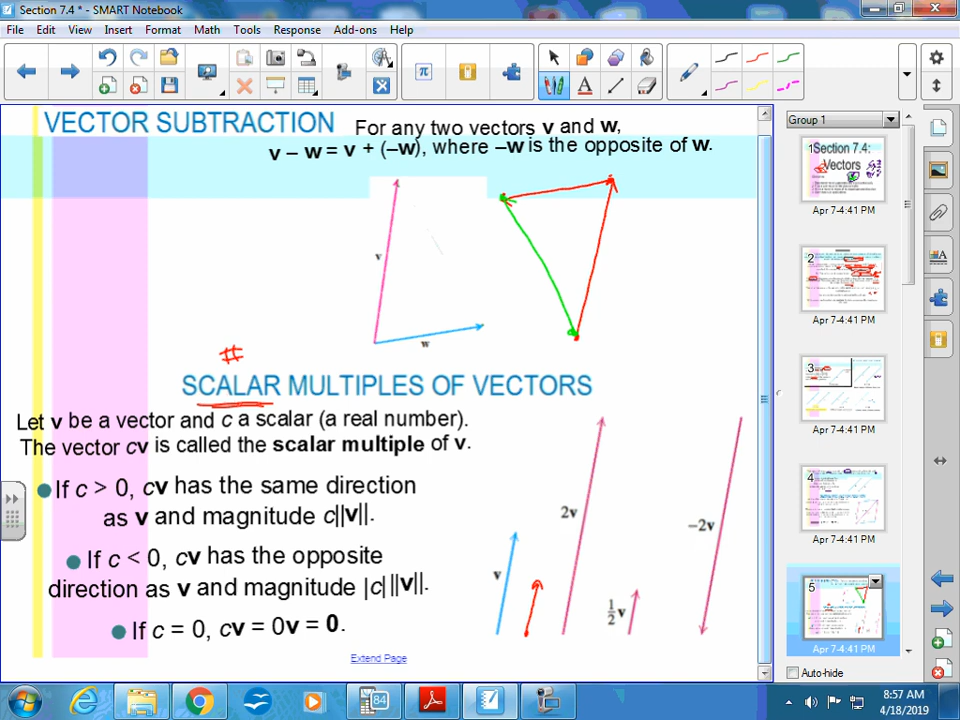 Section 7.4 * - SMART Notebook
File Edit View Insert Format Math Tools Response Add-ons Help
VECTOR SUBTRACTION
For any two vectors v and w,
v – w = v + (–w), where –w is the opposite of w.
v
w
#
SCALAR MULTIPLES OF VECTORS
Let v be a vector and c a scalar (a real number).
The vector cv is called the scalar multiple of v.
If c > 0, cv has the same direction
as v and magnitude c||v||.
If c < 0, cv has the opposite
direction as v and magnitude |c| ||v||.
If c = 0, cv = 0v = 0.
v
2v
½v
–2v
Extend Page
Group 1
1 Section 7.4:
Vectors
Apr 7-4:41 PM
2
Apr 7-4:41 PM
3
Apr 7-4:41 PM
4
Apr 7-4:41 PM
5
Apr 7-4:41 PM
Auto-hide
84
8:57 AM
4/18/2019